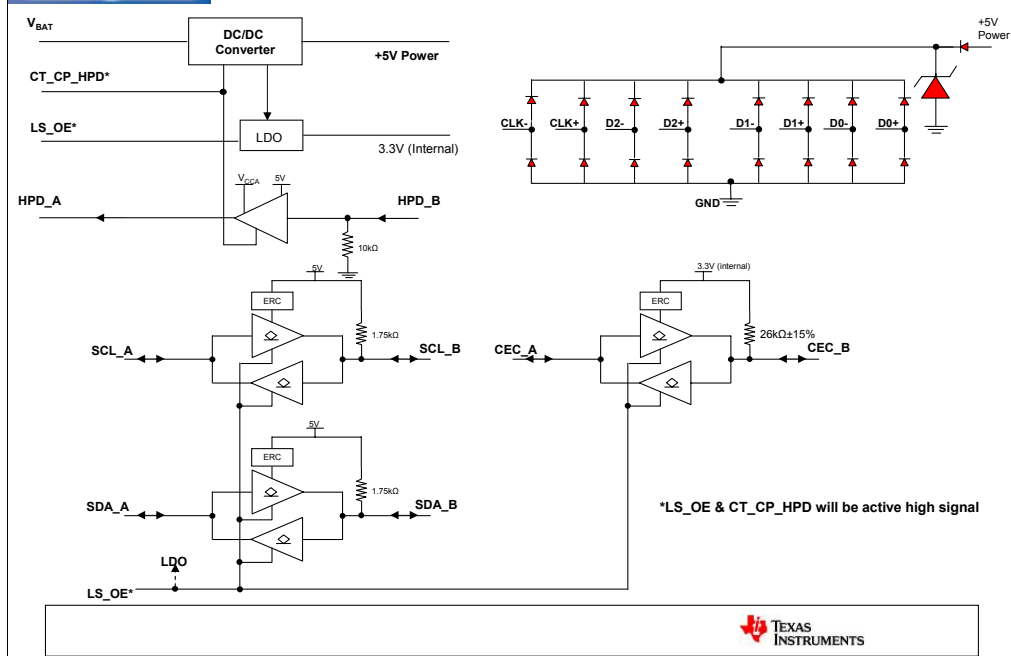 V_BAT
DC/DC
Converter
+5V Power
CT_CP_HPD*
LS_OE*
LDO
3.3V (Internal)
V_CCA
5V
HPD_A
HPD_B
10kΩ
+5V
Power
CLK-
CLK+
D2-
D2+
D1-
D1+
D0-
D0+
GND
5V
ERC
1.75kΩ
SCL_A
SCL_B
3.3V (internal)
ERC
26kΩ±15%
CEC_A
CEC_B
5V
ERC
1.75kΩ
SDA_A
SDA_B
*LS_OE & CT_CP_HPD will be active high signal
LDO
LS_OE*
TEXAS
INSTRUMENTS